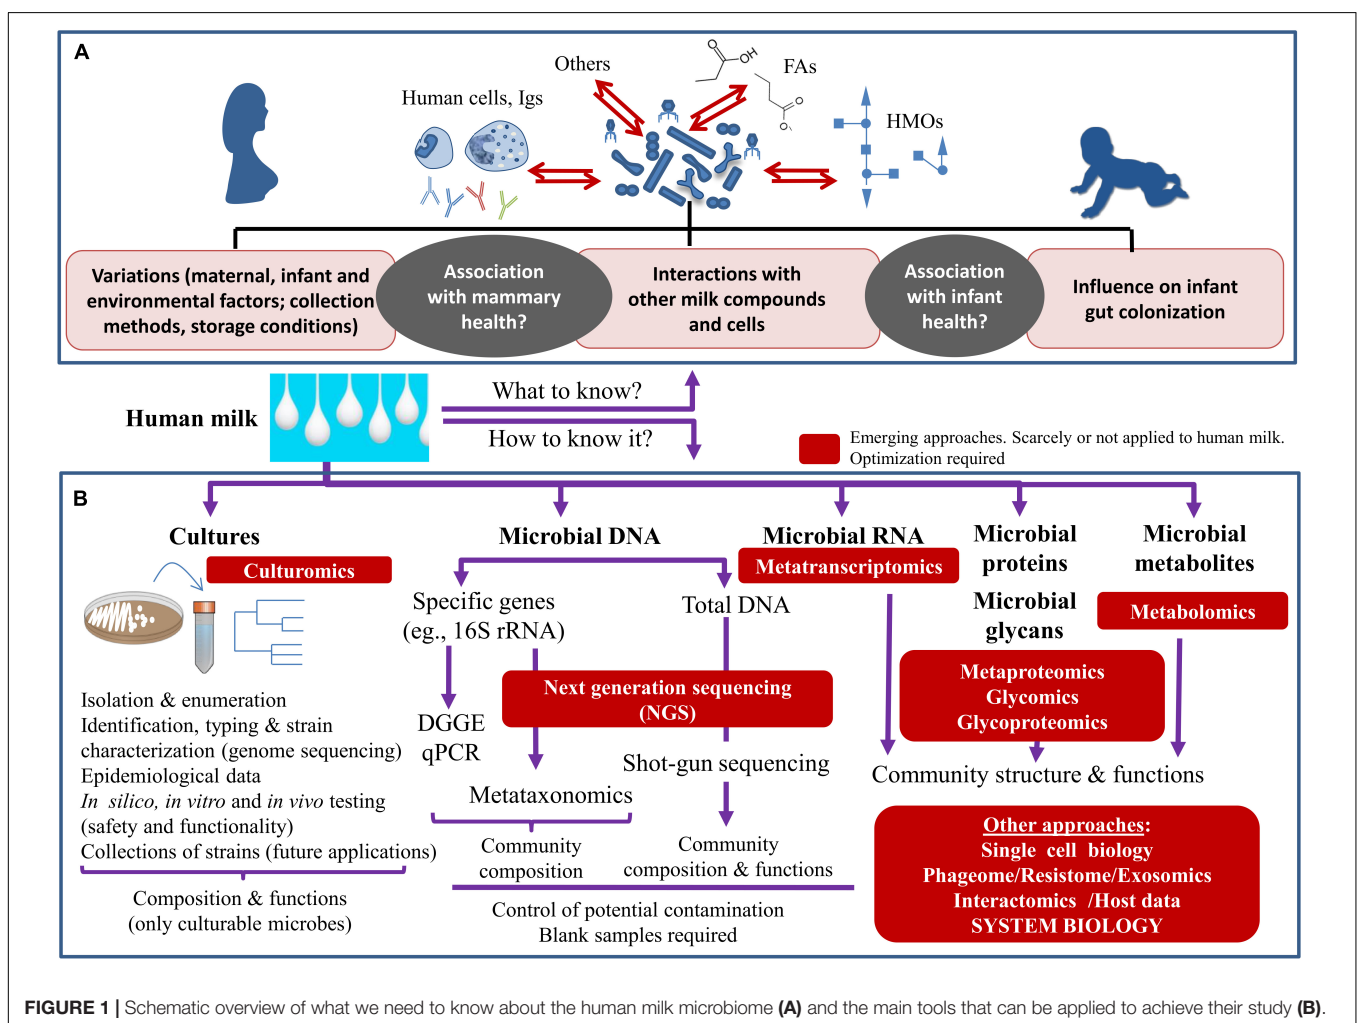 A
Others
OH
O
FAs
Human cells, Igs
O
O
HMOs
Variations (maternal, infant and
environmental factors; collection
methods, storage conditions)
Association
with mammary
health?
Interactions with
other milk compounds
and cells
Association
with infant
health?
Influence on infant
gut colonization
Human milk
What to know?
How to know it?
Emerging approaches. Scarcely or not applied to human milk.
Optimization required
B
Cultures
Culturomics
Isolation & enumeration
Identification, typing & strain
characterization (genome sequencing)
Epidemiological data
In silico, in vitro and in vivo testing
(safety and functionality)
Collections of strains (future applications)
Composition & functions
(only culturable microbes)
Microbial DNA
Specific genes
(eg., 16S rRNA)
Total DNA
Next generation sequencing
(NGS)
DGGE
qPCR
Metataxonomics
Shot-gun sequencing
Community
composition
Community
composition & functions
Control of potential contamination
Blank samples required
Microbial RNA
Metatranscriptomics
Microbial
proteins
Microbial
glycans
Metaproteomics
Glycomics
Glycoproteomics
Microbial
metabolites
Metabolomics
Community structure & functions
Other approaches:
Single cell biology
Phageome/Resistome/Exosomics
Interactomics /Host data
SYSTEM BIOLOGY
FIGURE 1 | Schematic overview of what we need to know about the human milk microbiome (A) and the main tools that can be applied to achieve their study (B).